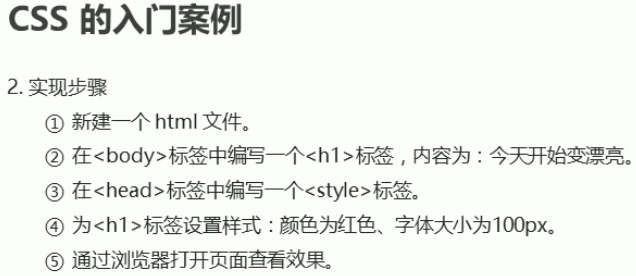 CSS 的入门案例
2. 实现步骤
① 新建一个 html 文件。
② 在<body>标签中编写一个<h1>标签，内容为：今天开始变漂亮。
③ 在<head>标签中编写一个<style>标签。
④ 为<h1>标签设置样式：颜色为红色、字体大小为100px。
⑤ 通过浏览器打开页面查看效果。